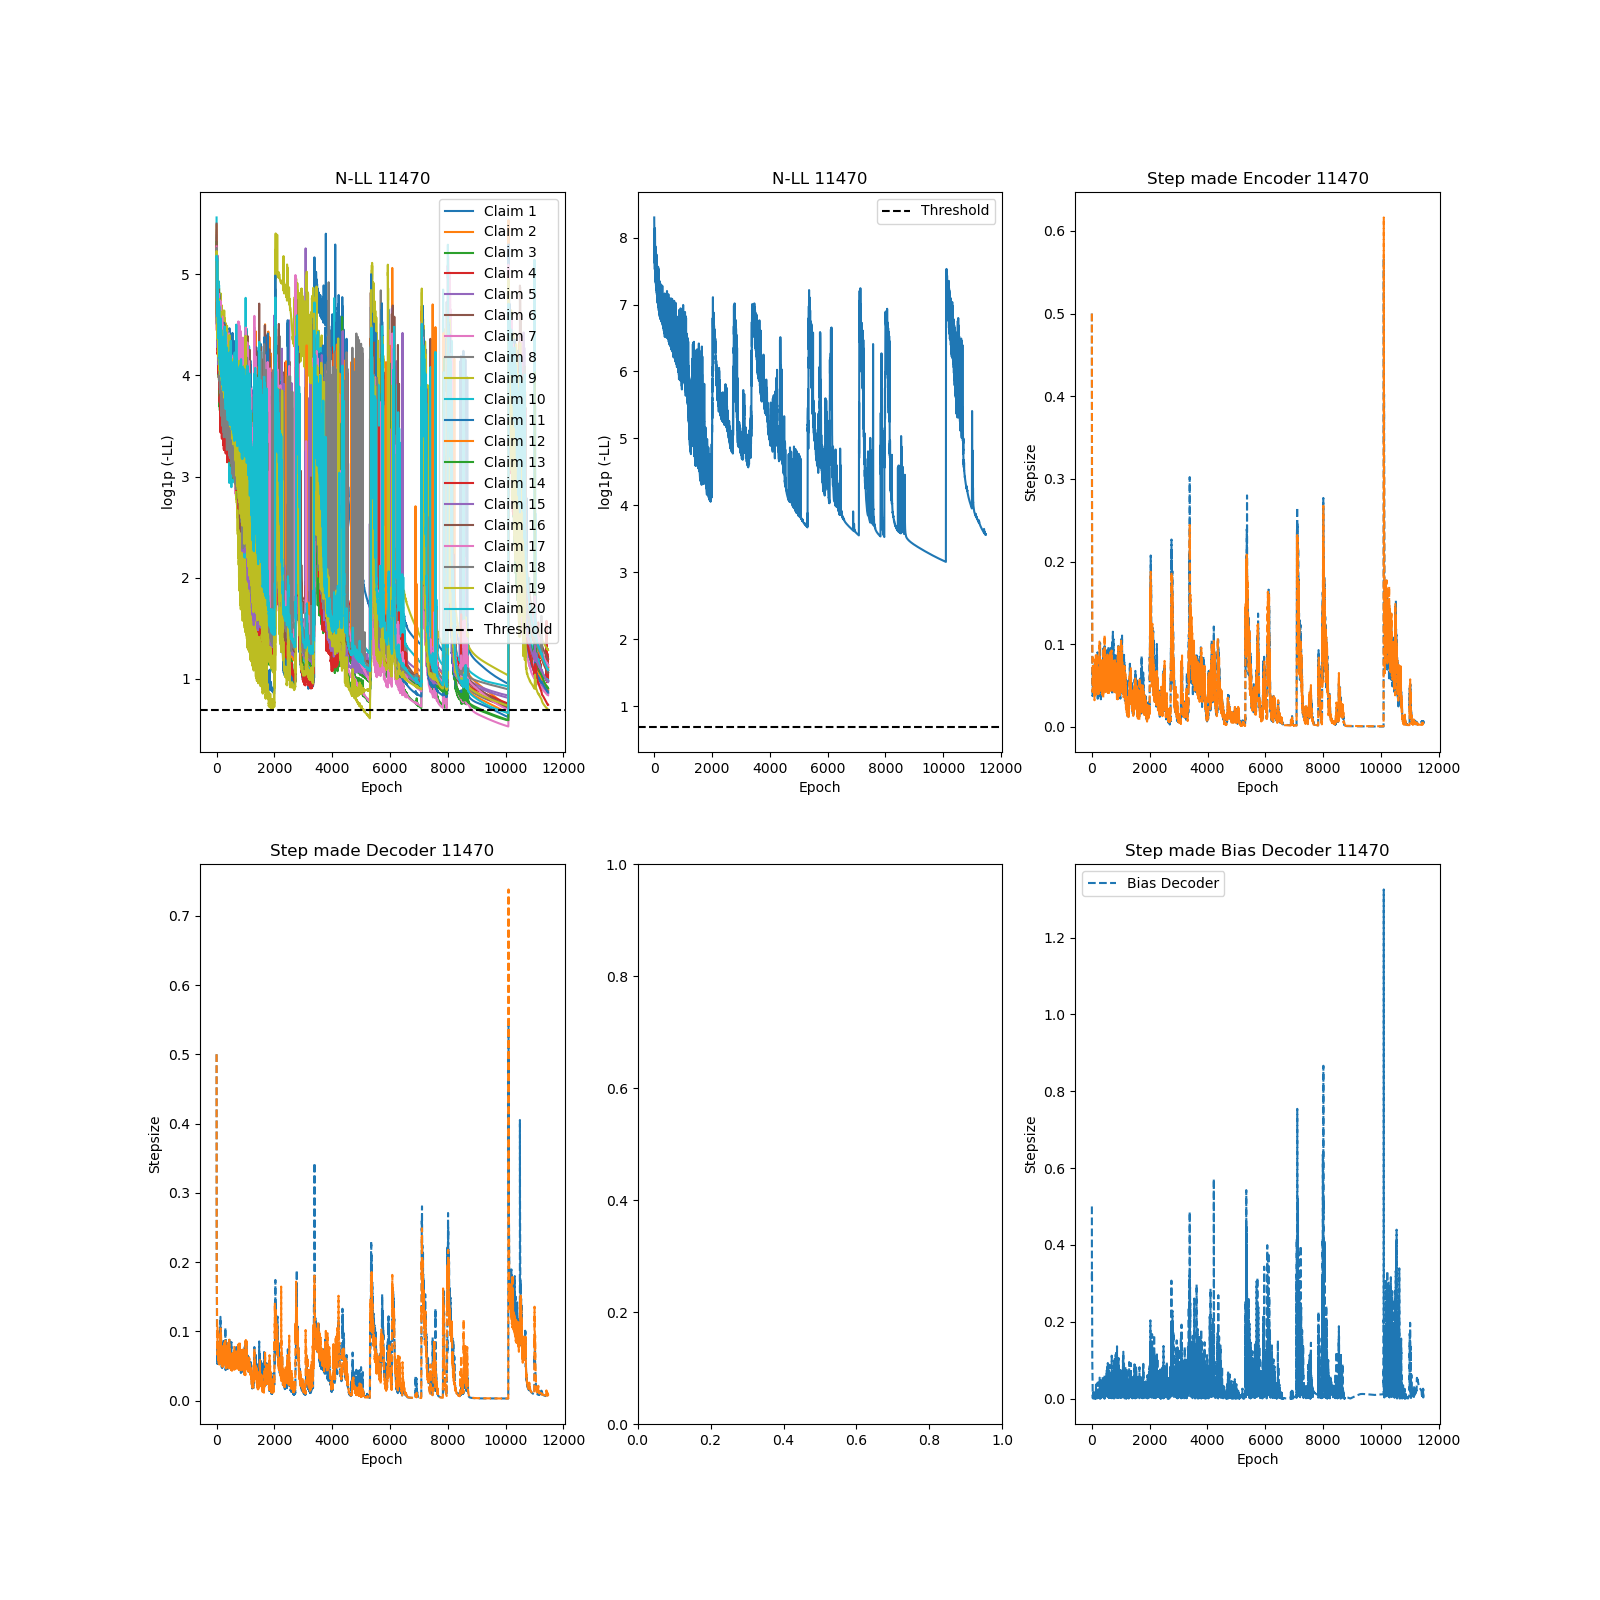 N-LL 11470
log1p (-LL)
5
4
3
2
1
0 2000 4000 6000 8000 10000 12000
Epoch
Claim 1
Claim 2
Claim 3
Claim 4
Claim 5
Claim 6
Claim 7
Claim 8
Claim 9
Claim 10
Claim 11
Claim 12
Claim 13
Claim 14
Claim 15
Claim 16
Claim 17
Claim 18
Claim 19
Claim 20
Threshold
N-LL 11470
Threshold
log1p (-LL)
8
7
6
5
4
3
2
1
0 2000 4000 6000 8000 10000 12000
Epoch
Step made Encoder 11470
Stepsize
0.6
0.5
0.4
0.3
0.2
0.1
0.0
0 2000 4000 6000 8000 10000 12000
Epoch
Step made Decoder 11470
Stepsize
0.7
0.6
0.5
0.4
0.3
0.2
0.1
0.0
0 2000 4000 6000 8000 10000 12000
Epoch
1.0
0.8
0.6
0.4
0.2
0.0
0.0 0.2 0.4 0.6 0.8 1.0
Step made Bias Decoder 11470
Bias Decoder
Stepsize
1.2
1.0
0.8
0.6
0.4
0.2
0.0
0 2000 4000 6000 8000 10000 12000
Epoch